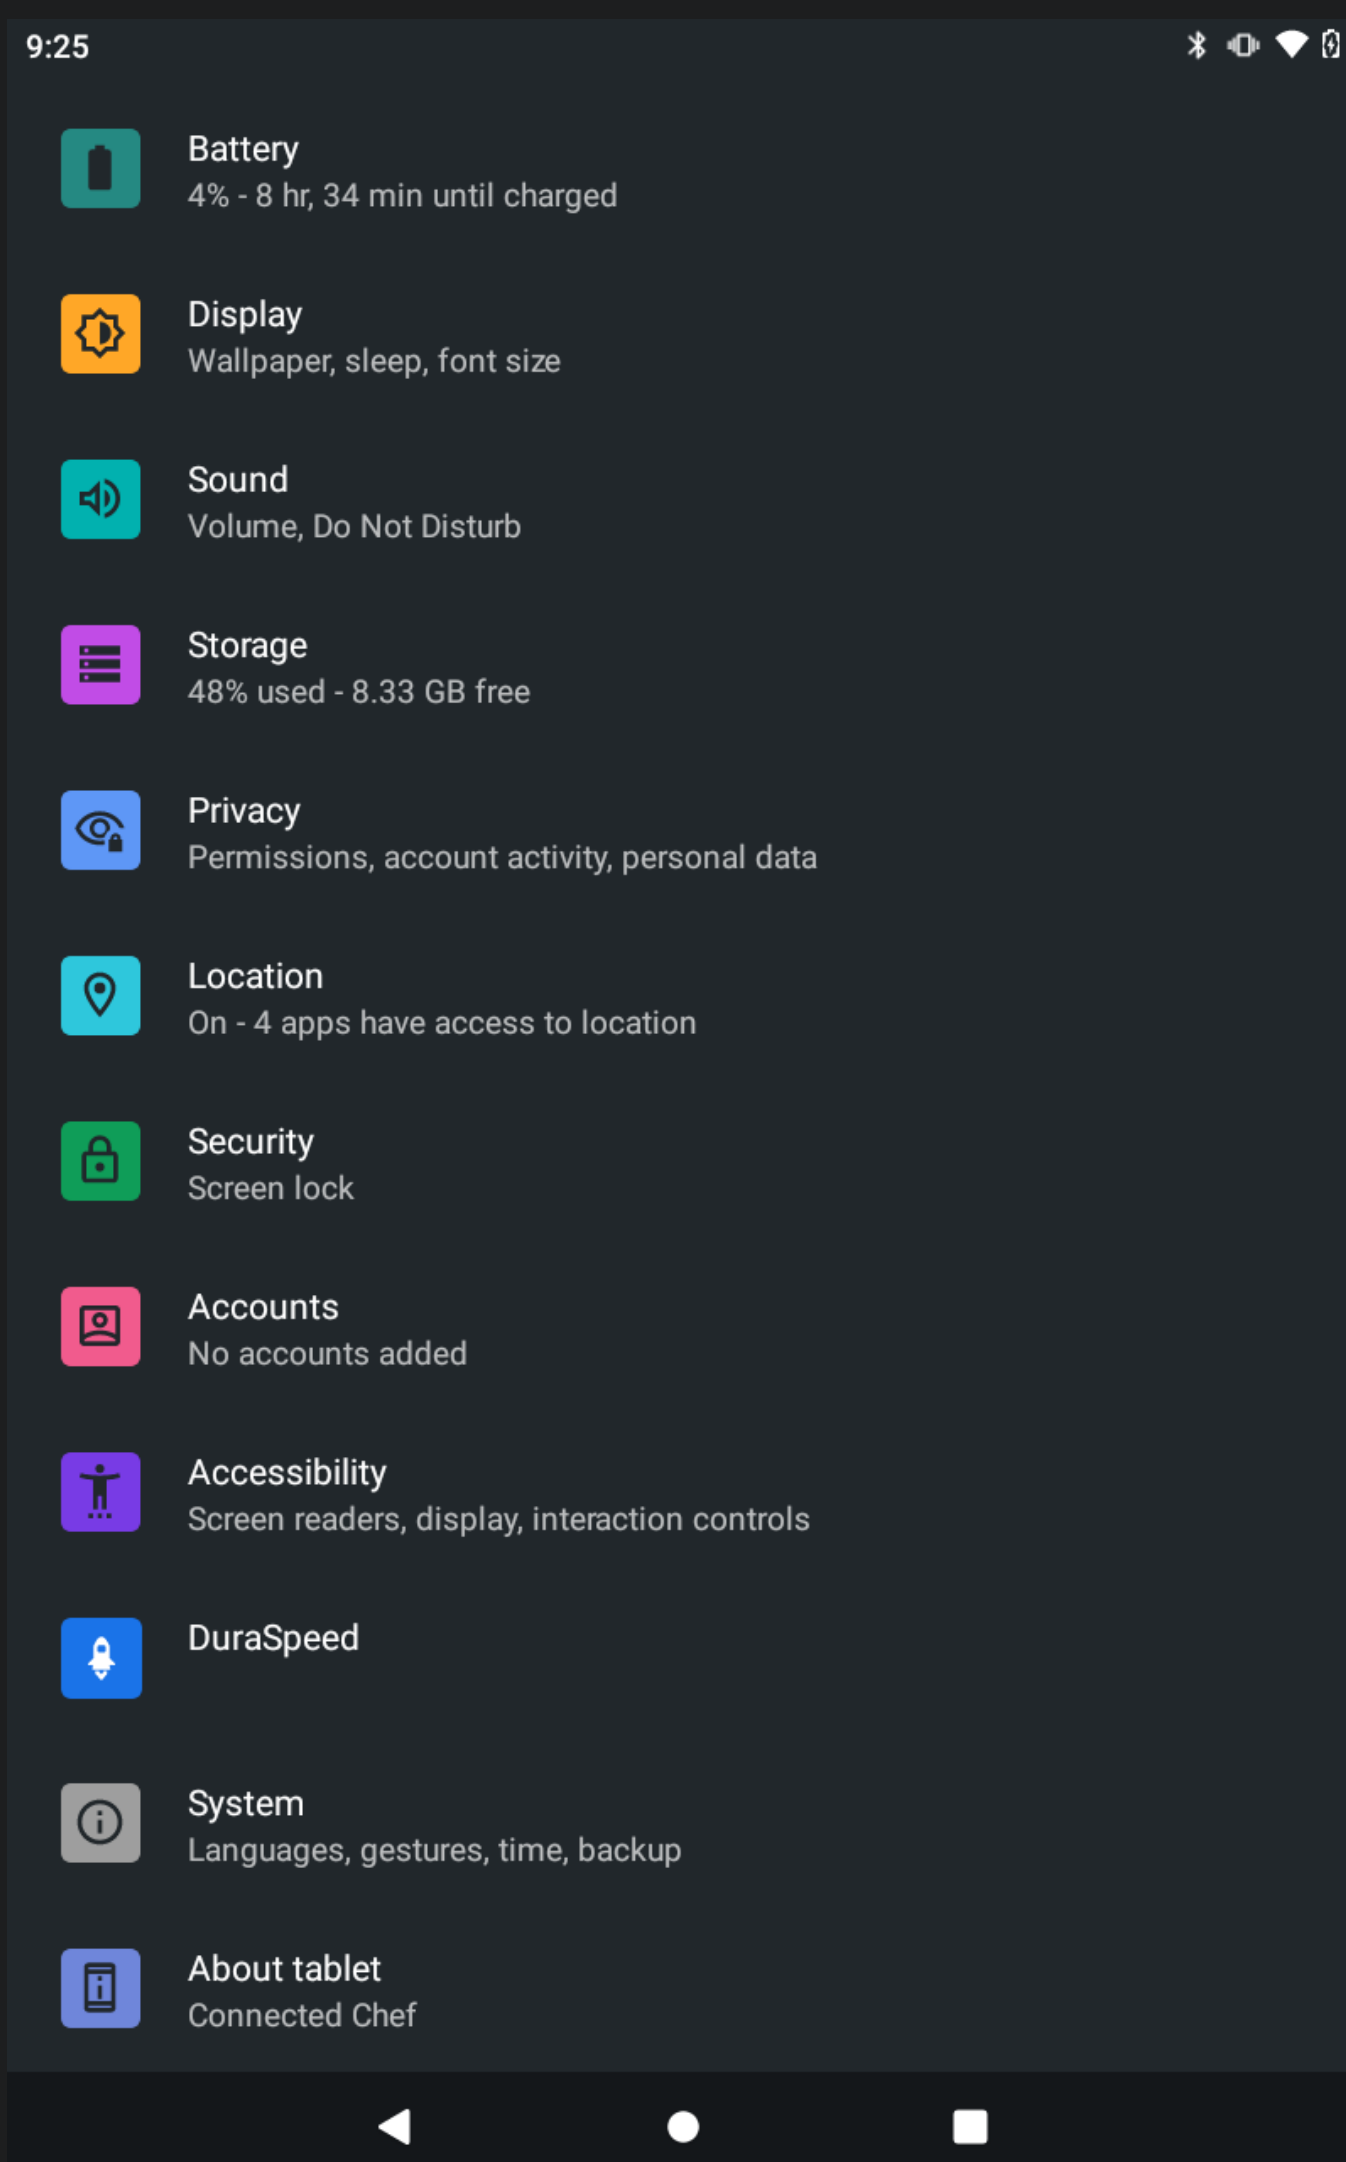 9:25
Battery
4% - 8 hr, 34 min until charged
Display
Wallpaper, sleep, font size
Sound
Volume, Do Not Disturb
Storage
48% used - 8.33 GB free
Privacy
Permissions, account activity, personal data
Location
On - 4 apps have access to location
Security
Screen lock
Accounts
No accounts added
Accessibility
Screen readers, display, interaction controls
DuraSpeed
System
Languages, gestures, time, backup
About tablet
Connected Chef